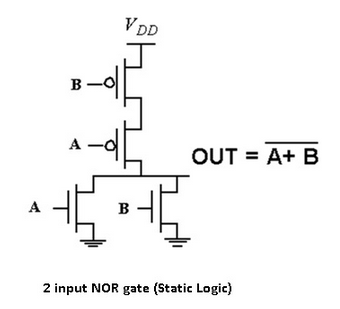 VDD
B
A
OUT = A+ B
A
B
2 input NOR gate (Static Logic)